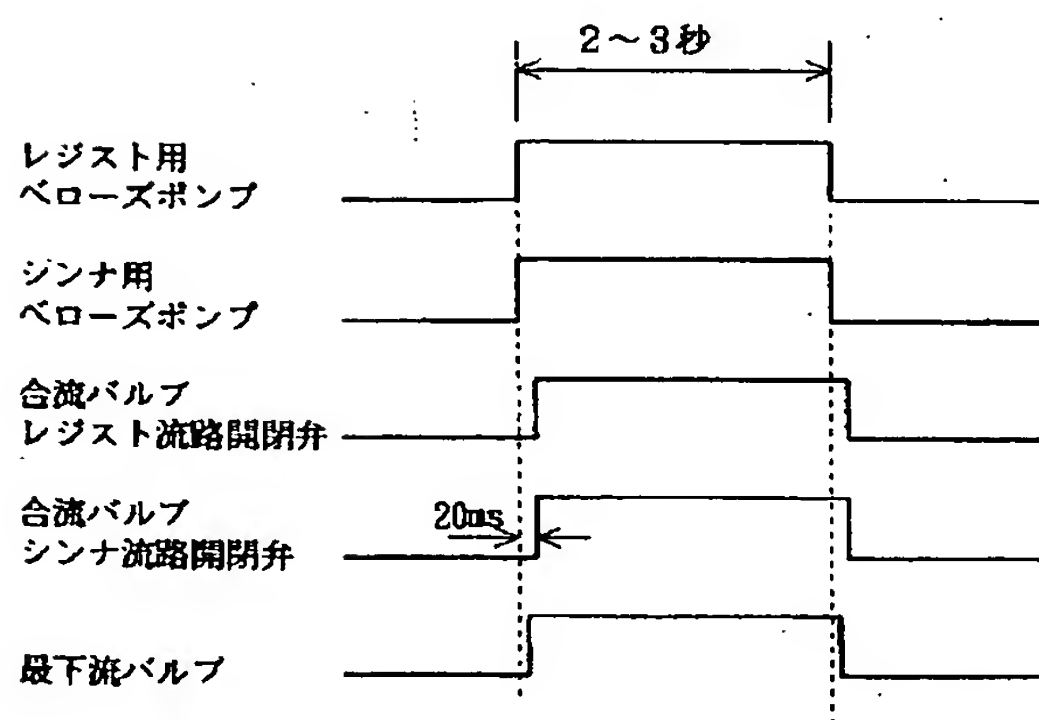 2～3秒
レジスト用
ベローズポンプ
シンナ用
ベローズポンプ
合流バルブ
レジスト流路開閉弁
合流バルブ
20ms
シンナ流路開閉弁
最下流バルブ